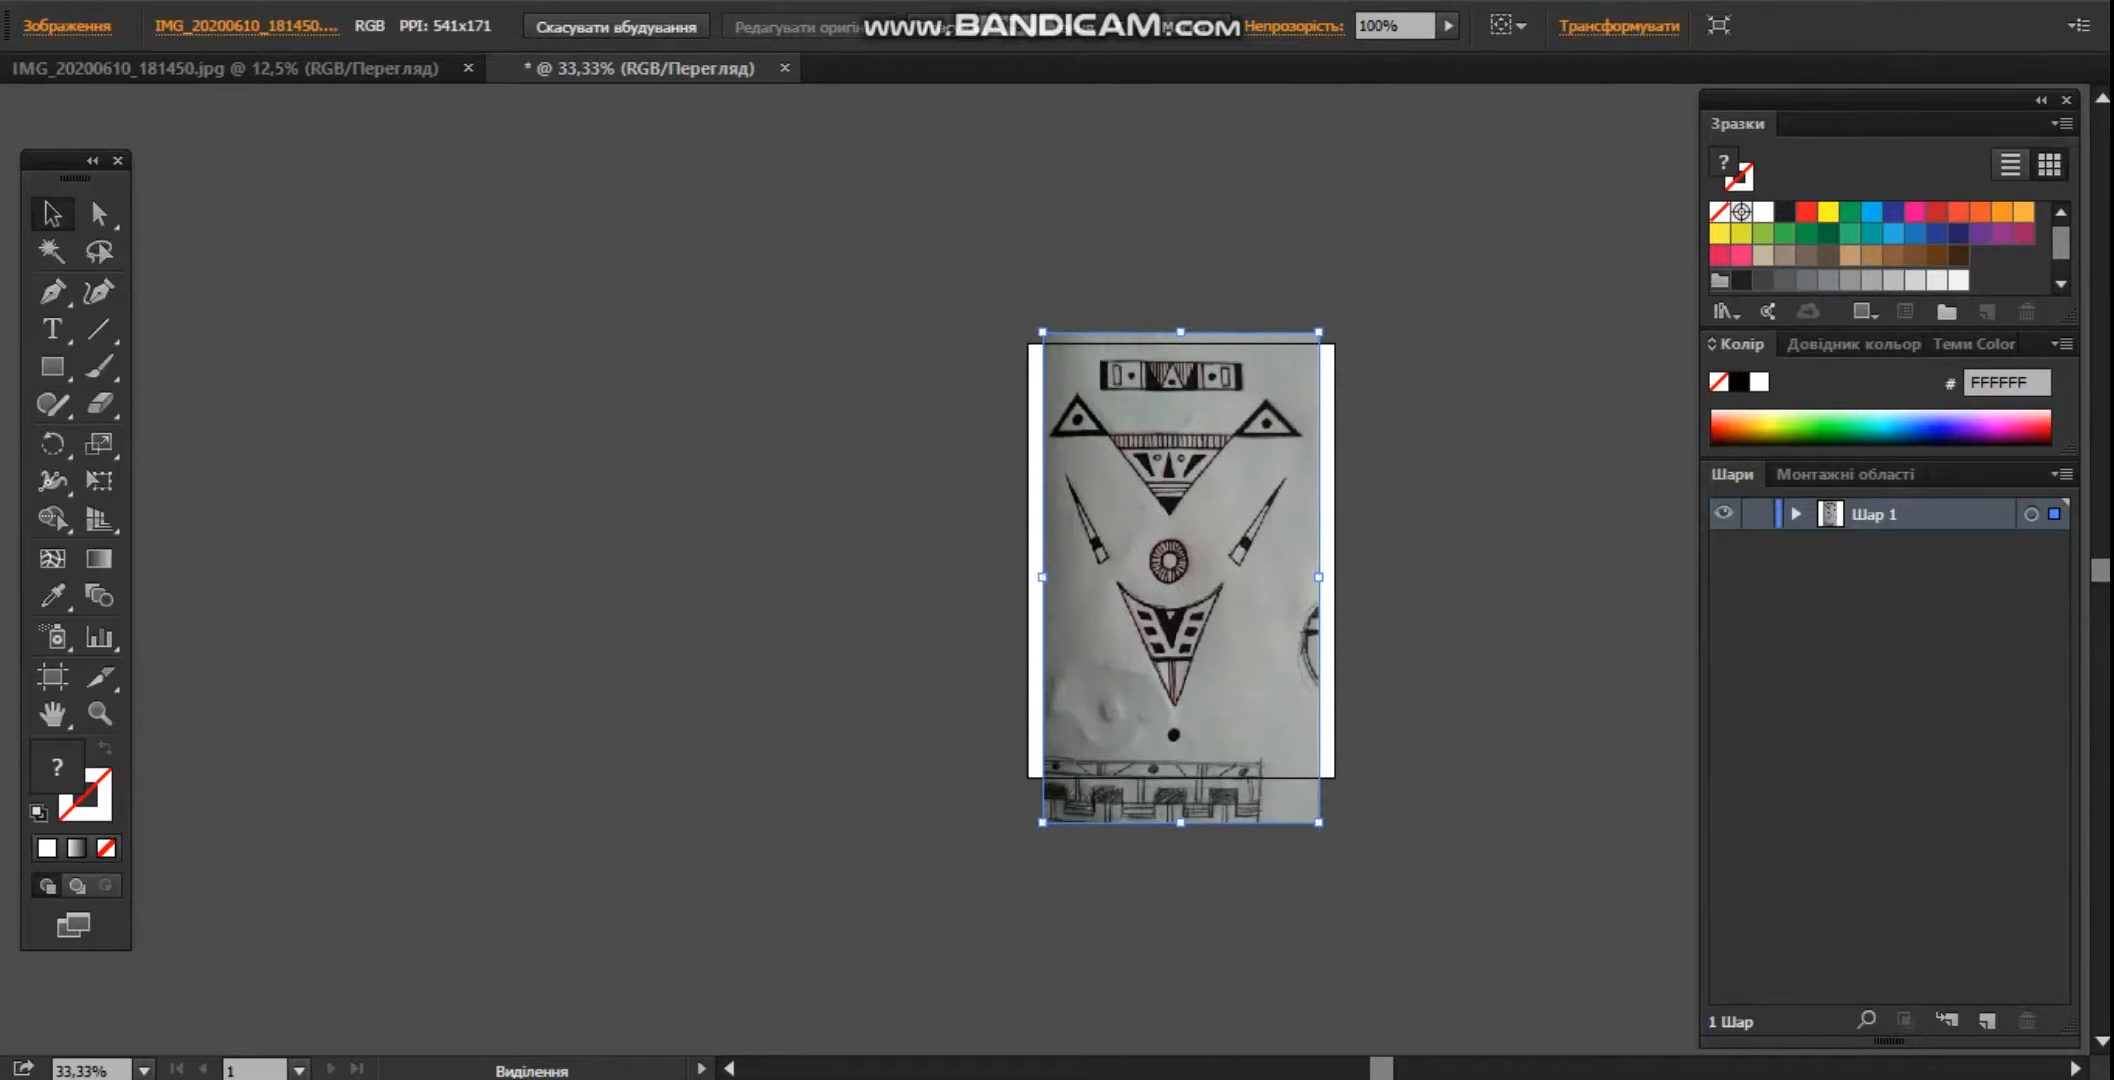 Зображення IMG_20200610_181450.... RGB PPI: 541x171 Скасувати вбудування Редагувати оригі www.BANDICAM.com Непрозорість: 100% Трансформувати
IMG_20200610_181450.jpg @ 12,5% (RGB/Перегляд) × * @ 33,33% (RGB/Перегляд) ×
Зразки
?
Колір Довідник кольор Теми Color
# FFFFFF
Шари Монтажні області
Шар 1
T
?
1 Шар
33,33% 1 Виділення